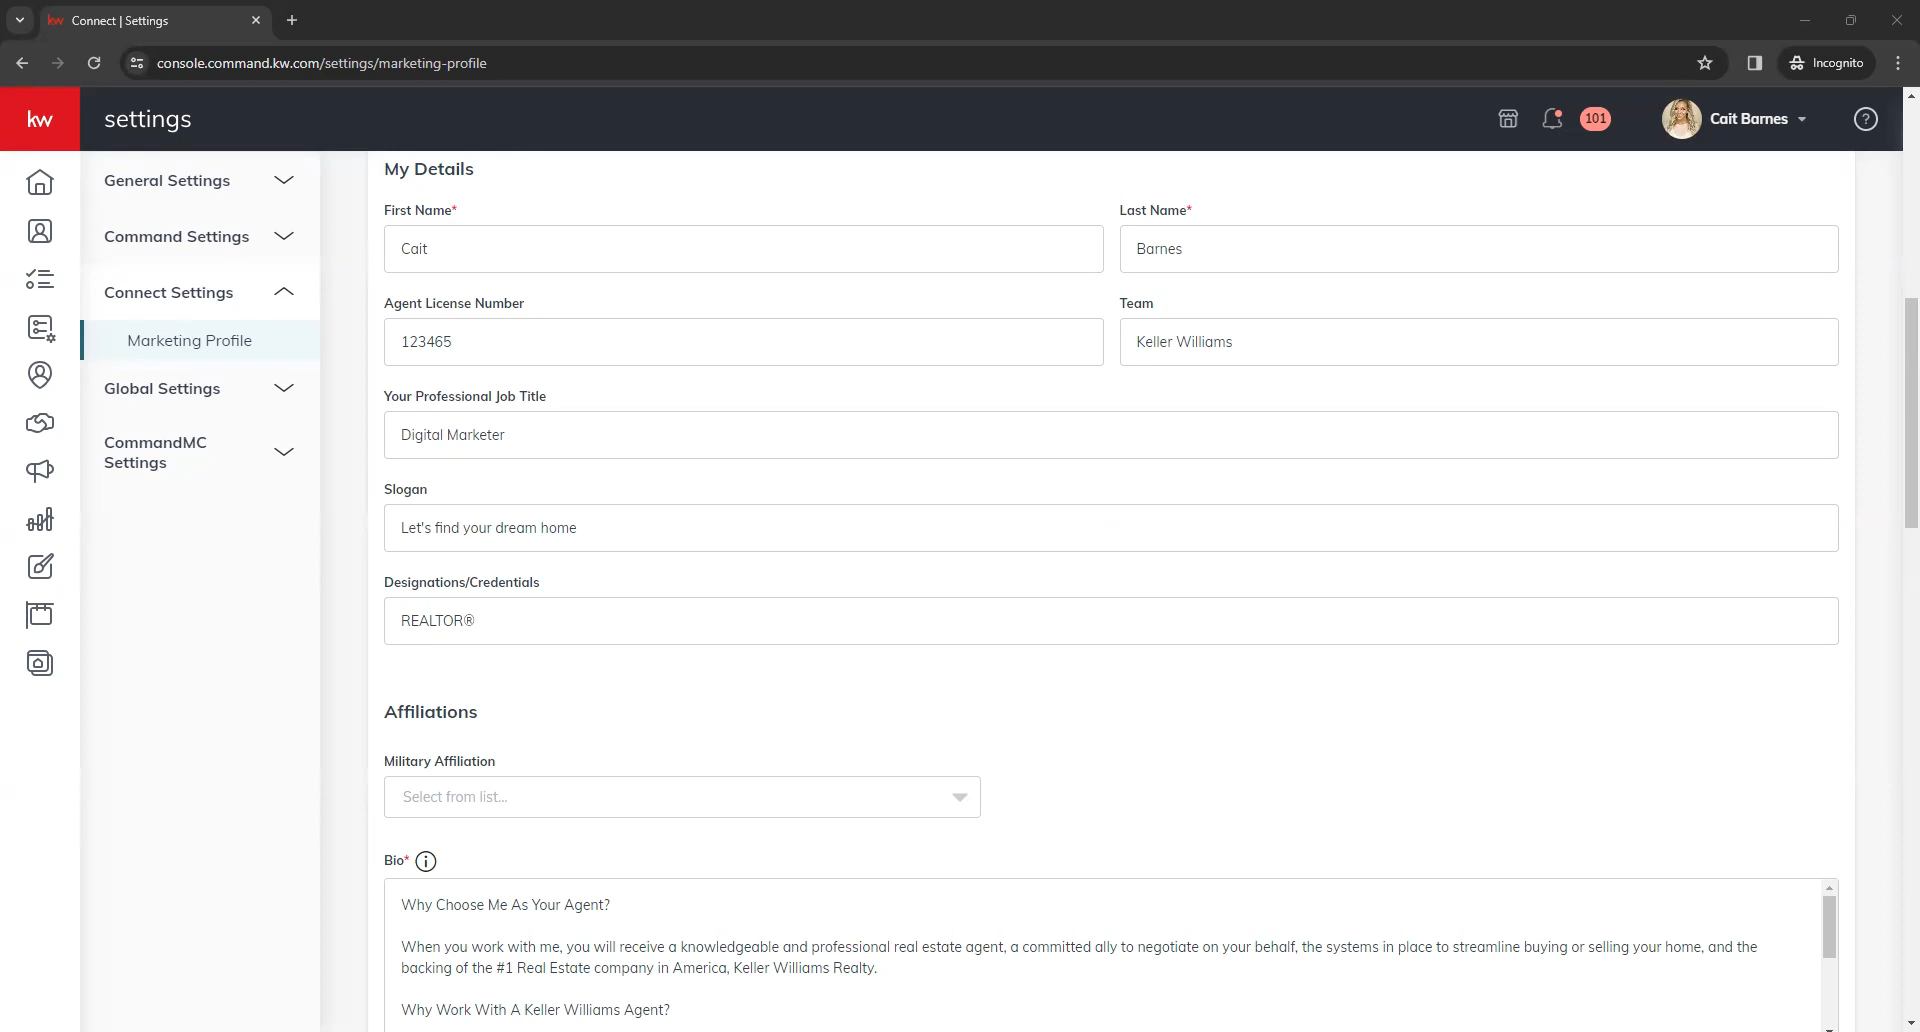 kw Connect | Settings
console.command.kw.com/settings/marketing-profile
Incognito
kw
settings
101
Cait Barnes
General Settings
Command Settings
Connect Settings
Marketing Profile
Global Settings
CommandMC
Settings
My Details
First Name*
Last Name*
Cait
Barnes
Agent License Number
Team
123465
Keller Williams
Your Professional Job Title
Digital Marketer
Slogan
Let's find your dream home
Designations/Credentials
REALTOR®
Affiliations
Military Affiliation
Select from list...
Bio*
Why Choose Me As Your Agent?
When you work with me, you will receive a knowledgeable and professional real estate agent, a committed ally to negotiate on your behalf, the systems in place to streamline buying or selling your home, and the
backing of the #1 Real Estate company in America, Keller Williams Realty.
Why Work With A Keller Williams Agent?